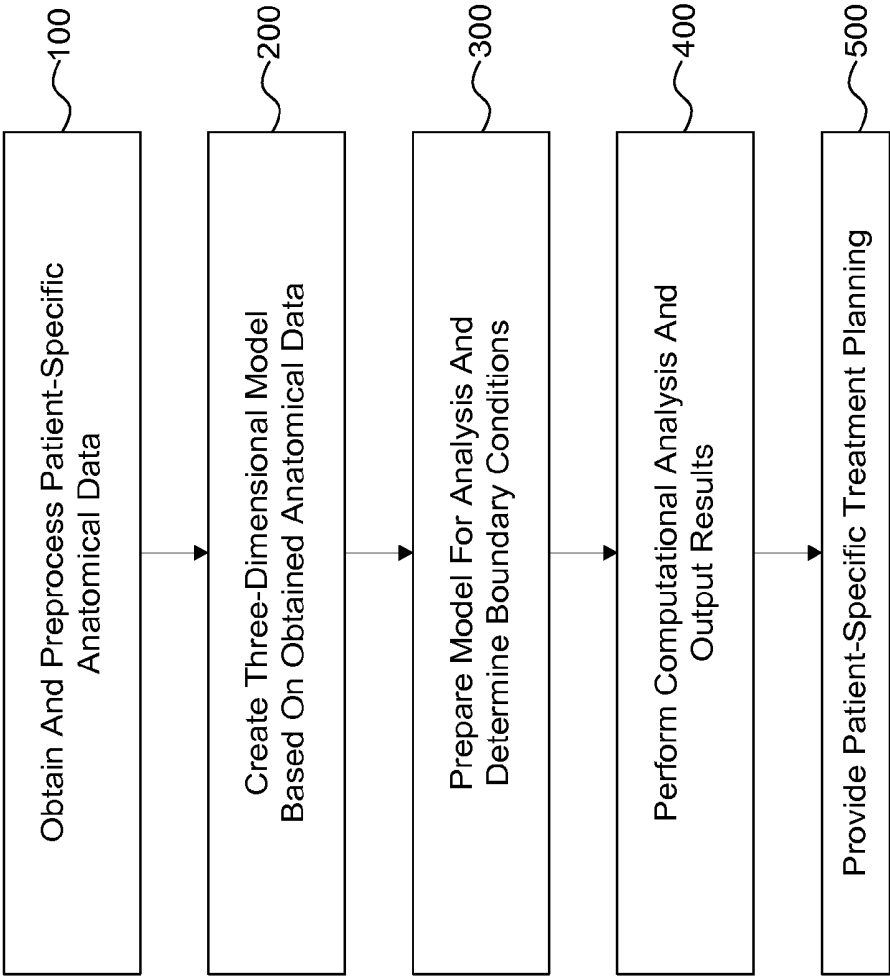 Obtain And Preprocess Patient-Specific
Anatomical Data
100
Create Three-Dimensional Model
Based On Obtained Anatomical Data
200
Prepare Model For Analysis And
Determine Boundary Conditions
300
Perform Computational Analysis And
Output Results
400
Provide Patient-Specific Treatment Planning
500